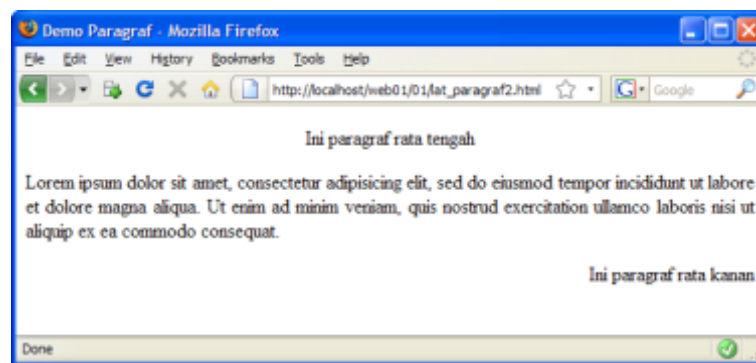 Demo Paragraf - Mozilla Firefox
File Edit View History Bookmarks Tools Help
http://localhost/web01/01/lat_paragraf2.html G Google
Ini paragraf rata tengah
Lorem ipsum dolor sit amet, consectetur adipisicing elit, sed do eiusmod tempor incididunt ut labore
et dolore magna aliqua. Ut enim ad minim veniam, quis nostrud exercitation ullamco laboris nisi ut
aliquip ex ea commodo consequat.
Ini paragraf rata kanan
Done